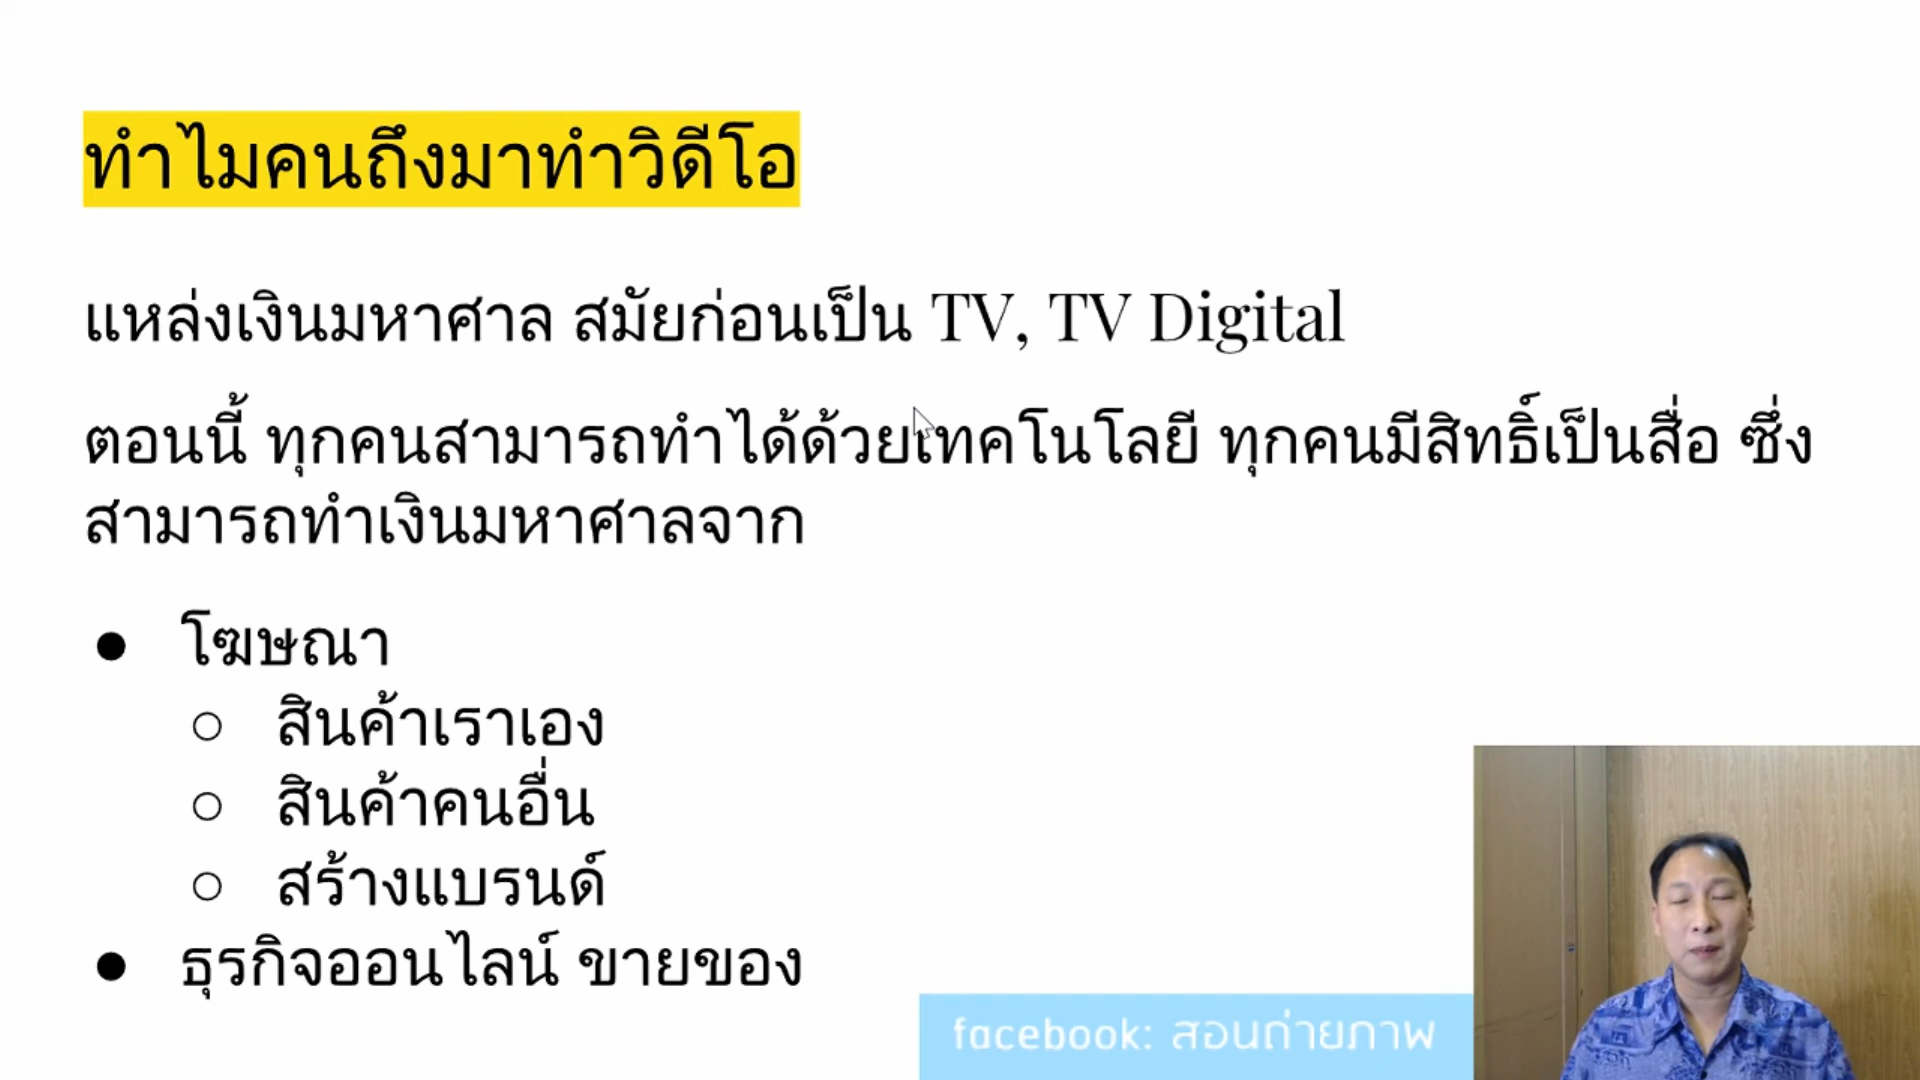 ทำไมคนถึงมาทำวิดีโอ
แหล่งเงินมหาศาล สมัยก่อนเป็น TV, TV Digital
ตอนนี้ ทุกคนสามารถทำได้ด้วยเทคโนโลยี ทุกคนมีสิทธิ์เป็นสื่อ ซึ่ง
สามารถทำเงินมหาศาลจาก
● โฆษณา
○ สินค้าเราเอง
○ สินค้าคนอื่น
○ สร้างแบรนด์
● ธุรกิจออนไลน์ ขายของ
facebook: สอนถ่ายภาพ